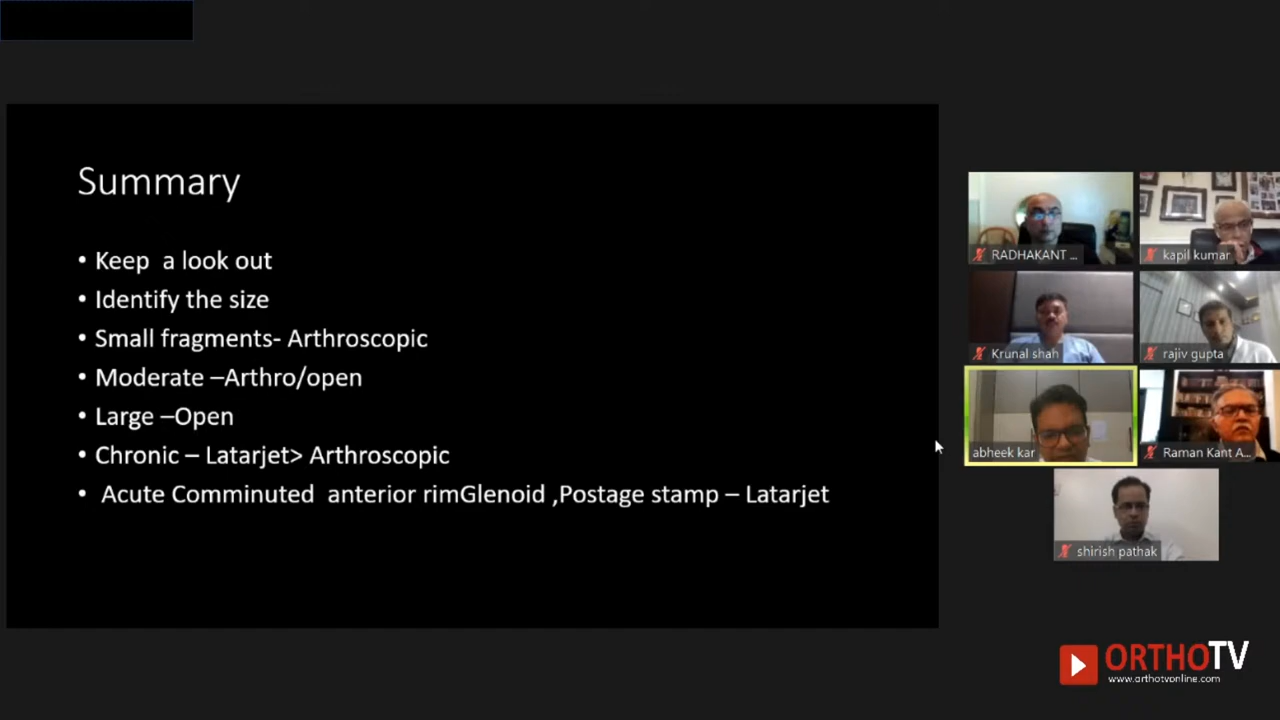 Summary
• Keep a look out
• Identify the size
• Small fragments- Arthroscopic
• Moderate –Arthro/open
• Large –Open
• Chronic – Latarjet> Arthroscopic
• Acute Comminuted anterior rimGlenoid ,Postage stamp – Latarjet
RADHAKANT ...
kapil kumar
Krunal shah
rajiv gupta
abheek kar
Raman Kant A...
shirish pathak
ORTHOTV
www.orthotvonline.com